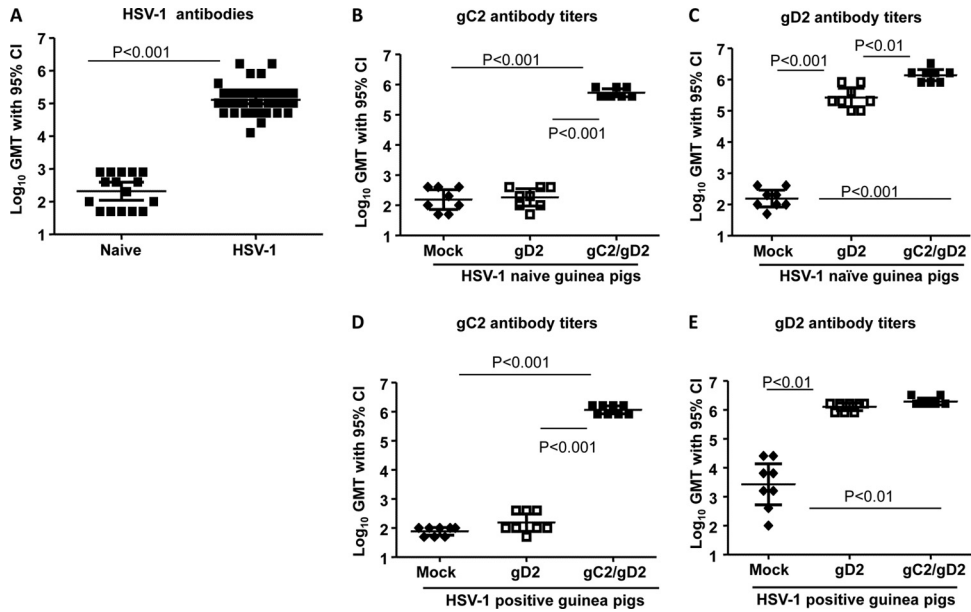 A
HSV-1 antibodies
Log10 GMT with 95% CI
7
6
5
4
3
2
1
P<0.001
Naive
HSV-1
B
gC2 antibody titers
Log10 GMT with 95% CI
7
6
5
4
3
2
1
P<0.001
P<0.001
Mock
gD2
gC2/gD2
HSV-1 naive guinea pigs
C
gD2 antibody titers
Log10 GMT with 95% CI
7
6
5
4
3
2
1
P<0.001
P<0.01
P<0.001
Mock
gD2
gC2/gD2
HSV-1 naïve guinea pigs
D
gC2 antibody titers
Log10 GMT with 95% CI
7
6
5
4
3
2
1
P<0.001
P<0.001
Mock
gD2
gC2/gD2
HSV-1 positive guinea pigs
E
gD2 antibody titers
Log10 GMT with 95% CI
7
6
5
4
3
2
1
P<0.01
P<0.01
Mock
gD2
gC2/gD2
HSV-1 positive guinea pigs